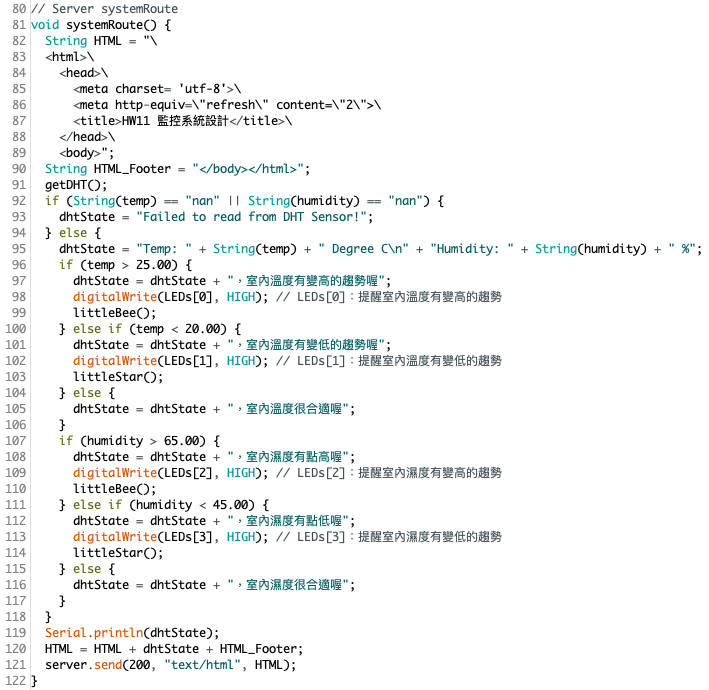 80 // Server systemRoute
81 void systemRoute() {
82   String HTML = "\
83   <html>\
84     <head>\
85       <meta charset= 'utf-8'>\
86       <meta http-equiv=\"refresh\" content=\"2\">\
87       <title>HW11 監控系統設計</title>\
88     </head>\
89     <body>";
90   String HTML_Footer = "</body></html>";
91   getDHT();
92   if (String(temp) == "nan" || String(humidity) == "nan") {
93     dhtState = "Failed to read from DHT Sensor!";
94   } else {
95     dhtState = "Temp: " + String(temp) + " Degree C\n" + "Humidity: " + String(humidity) + " %";
96     if (temp > 25.00) {
97       dhtState = dhtState + "，室內溫度有變高的趨勢喔";
98       digitalWrite(LEDs[0], HIGH); // LEDs[0]：提醒室內溫度有變高的趨勢
99       littleBee();
100     } else if (temp < 20.00) {
101       dhtState = dhtState + "，室內溫度有變低的趨勢喔";
102       digitalWrite(LEDs[1], HIGH); // LEDs[1]：提醒室內溫度有變低的趨勢
103       littleStar();
104     } else {
105       dhtState = dhtState + "，室內溫度很合適喔";
106     }
107     if (humidity > 65.00) {
108       dhtState = dhtState + "，室內濕度有點高喔";
109       digitalWrite(LEDs[2], HIGH); // LEDs[2]：提醒室內濕度有變高的趨勢
110       littleBee();
111     } else if (humidity < 45.00) {
112       dhtState = dhtState + "，室內濕度有點低喔";
113       digitalWrite(LEDs[3], HIGH); // LEDs[3]：提醒室內濕度有變低的趨勢
114       littleStar();
115     } else {
116       dhtState = dhtState + "，室內濕度很合適喔";
117     }
118   }
119   Serial.println(dhtState);
120   HTML = HTML + dhtState + HTML_Footer;
121   server.send(200, "text/html", HTML);
122 }